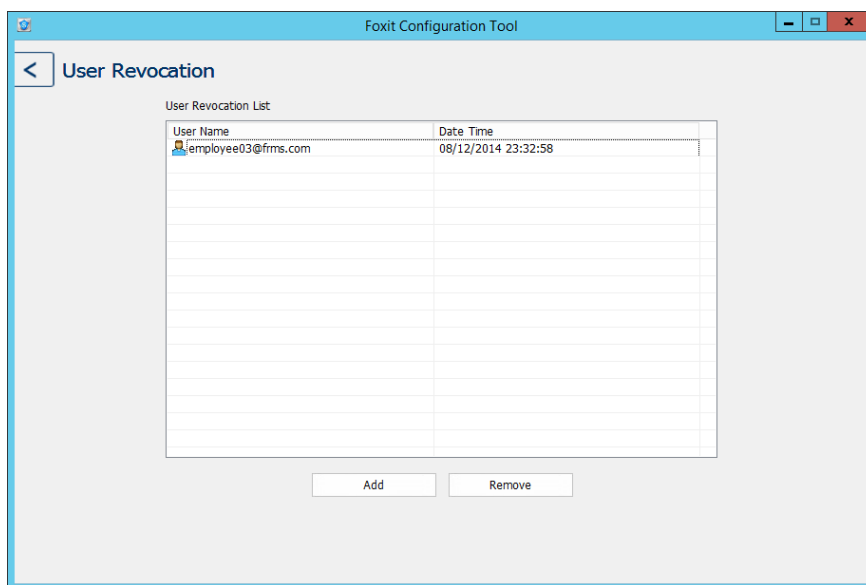 Foxit Configuration Tool
User Revocation
User Revocation List
User Name Date Time
employee03@frms.com 08/12/2014 23:32:58
Add Remove